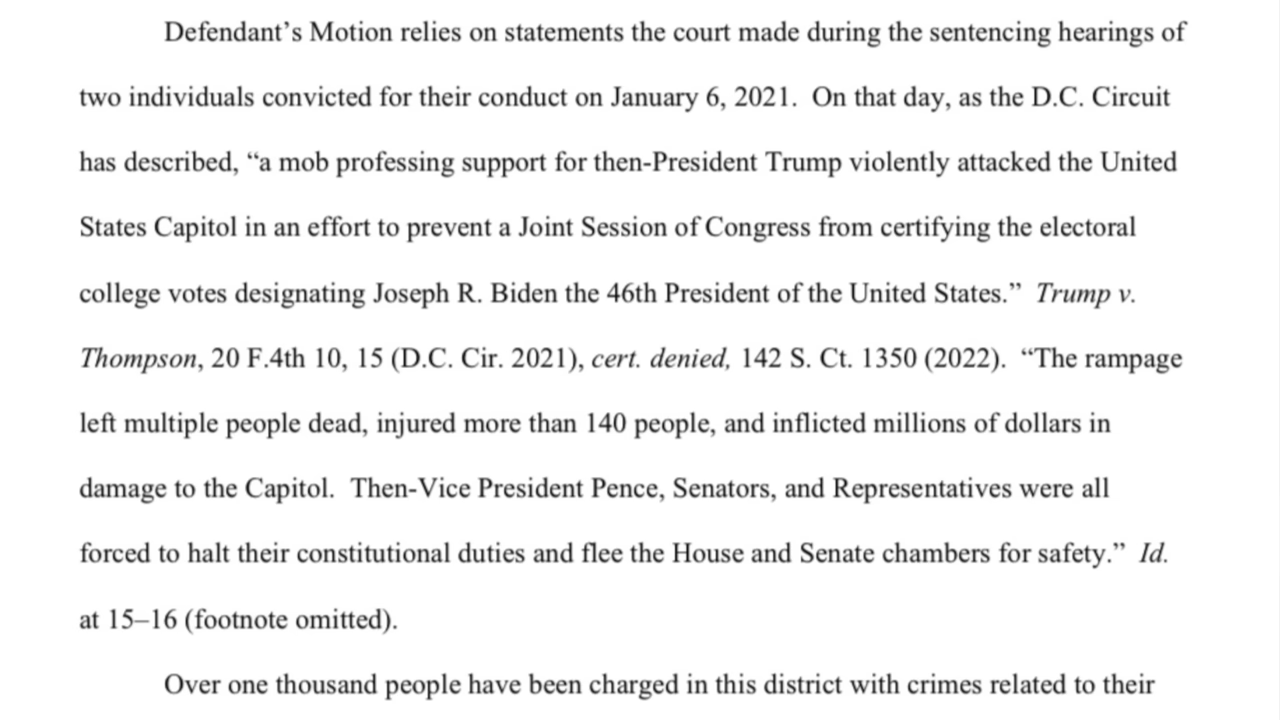 Defendant’s Motion relies on statements the court made during the sentencing hearings of
two individuals convicted for their conduct on January 6, 2021.  On that day, as the D.C. Circuit
has described, “a mob professing support for then-President Trump violently attacked the United
States Capitol in an effort to prevent a Joint Session of Congress from certifying the electoral
college votes designating Joseph R. Biden the 46th President of the United States.”  Trump v.
Thompson, 20 F.4th 10, 15 (D.C. Cir. 2021), cert. denied, 142 S. Ct. 1350 (2022).  “The rampage
left multiple people dead, injured more than 140 people, and inflicted millions of dollars in
damage to the Capitol.  Then-Vice President Pence, Senators, and Representatives were all
forced to halt their constitutional duties and flee the House and Senate chambers for safety.”  Id.
at 15–16 (footnote omitted).
Over one thousand people have been charged in this district with crimes related to their